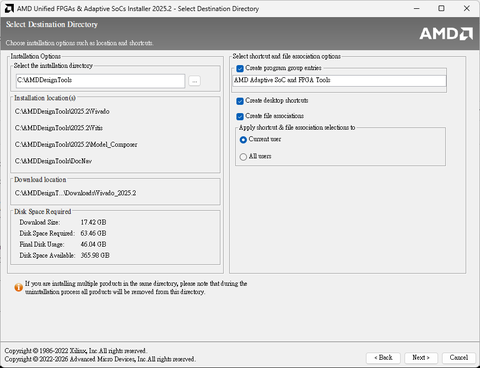 AMD Unified FPGAs & Adaptive SoCs Installer 2025.2 - Select Destination Directory
Select Destination Directory
Choose installation options such as location and shortcuts.
AMD
Installation Options
Select the installation directory
C:\AMDDesignTools
...
Installation location(s)
C:\AMDDesignTools\2025.2\Vivado
C:\AMDDesignTools\2025.2\Vitis
C:\AMDDesignTools\2025.2\Model_Composer
C:\AMDDesignTools\DocNav
Download location
C:\AMDDesignT...\Downloads\Vivado_2025.2
Disk Space Required
Download Size: 17.42 GB
Disk Space Required: 63.46 GB
Final Disk Usage: 46.04 GB
Disk Space Available: 365.98 GB
Select shortcut and file association options
Create program group entries
AMD Adaptive SoC and FPGA Tools
Create desktop shortcuts
Create file associations
Apply shortcut & file association selections to
Current user
All users
If you are installing multiple products in the same directory, please note that during the
uninstallation process all products will be removed from this directory.
Copyright © 1986-2022 Xilinx, Inc. All rights reserved.
Copyright © 2022-2026 Advanced Micro Devices, Inc. All rights reserved.
< Back
Next >
Cancel